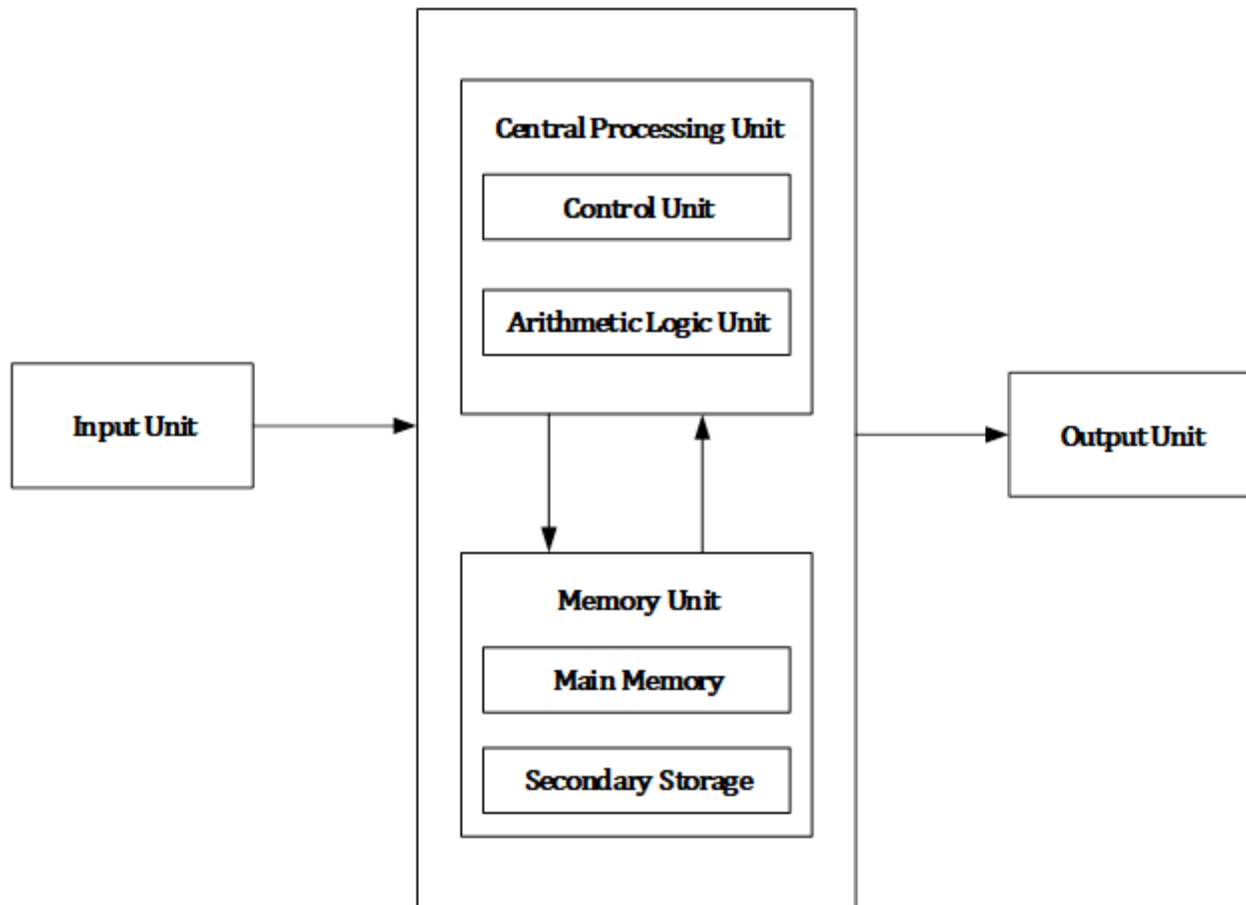 Central Processing Unit
Control Unit
Arithmetic Logic Unit
Input Unit
Output Unit
Memory Unit
Main Memory
Secondary Storage